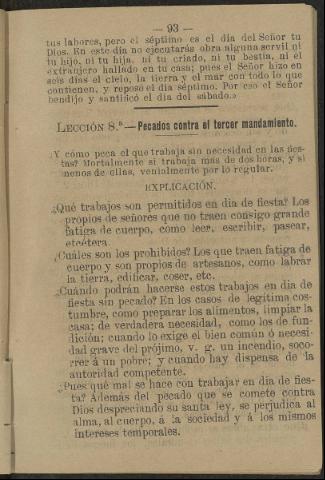 — 93 —
tus labores, pero el séptimo es el día del Señor tu
Dios. En este día no ejecutarás obra alguna servil ni
tu hijo, ni tu hija, ni tu criado, ni tu bestia, ni el
extranjero hallado en tu casa; pues el Señor hizo en
seis días el cielo, la tierra y el mar con todo lo que
contienen, y reposó el día séptimo. Por eso el Señor
bendijo y santificó el día del sábado.»
LECCIÓN 8.ª—Pecados contra el tercer mandamiento.
¿Y cómo peca el que trabaja sin necesidad en las fies-
tas? Mortalmente si trabaja más de dos horas, y si
menos de ellas, venialmente por lo regular.
EXPLICACIÓN.
¿Qué trabajos son permitidos en día de fiesta? Los
propios de señores que no traen consigo grande
fatiga de cuerpo, como leer, escribir, pasear,
etcétera.
¿Cuáles son los prohibidos? Los que traen fatiga de
cuerpo y son propios de artesanos, como labrar
la tierra, edificar, coser, etc.
¿Cuándo podrán hacerse estos trabajos en día de
fiesta sin pecado? En los casos de legítima cos-
tumbre, como preparar los alimentos, limpiar la
casa; de verdadera necesidad, como los de fun-
dición; cuando lo exige el bien común ó necesi-
dad grave del prójimo, v. g. un incendio, soco-
rrer á un pobre; y cuando hay dispensa de la
autoridad competente.
¿Pues qué mal se hace con trabajar en día de fies-
ta? Además del pecado que se comete contra
Dios despreciando su santa ley, se perjudica al
alma, al cuerpo, á la sociedad y á los mismos
intereses temporales.